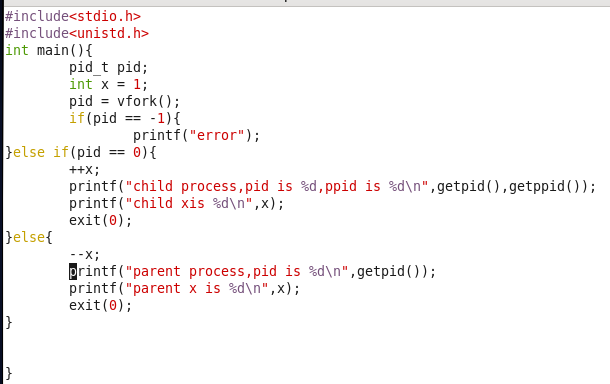 #include<stdio.h>
#include<unistd.h>
int main(){
        pid_t pid;
        int x = 1;
        pid = vfork();
        if(pid == -1){
                printf("error");
}else if(pid == 0){
        ++x;
        printf("child process,pid is %d,ppid is %d\n",getpid(),getppid());
        printf("child xis %d\n",x);
        exit(0);
}else{
        --x;
        printf("parent process,pid is %d\n",getpid());
        printf("parent x is %d\n",x);
        exit(0);
}
}